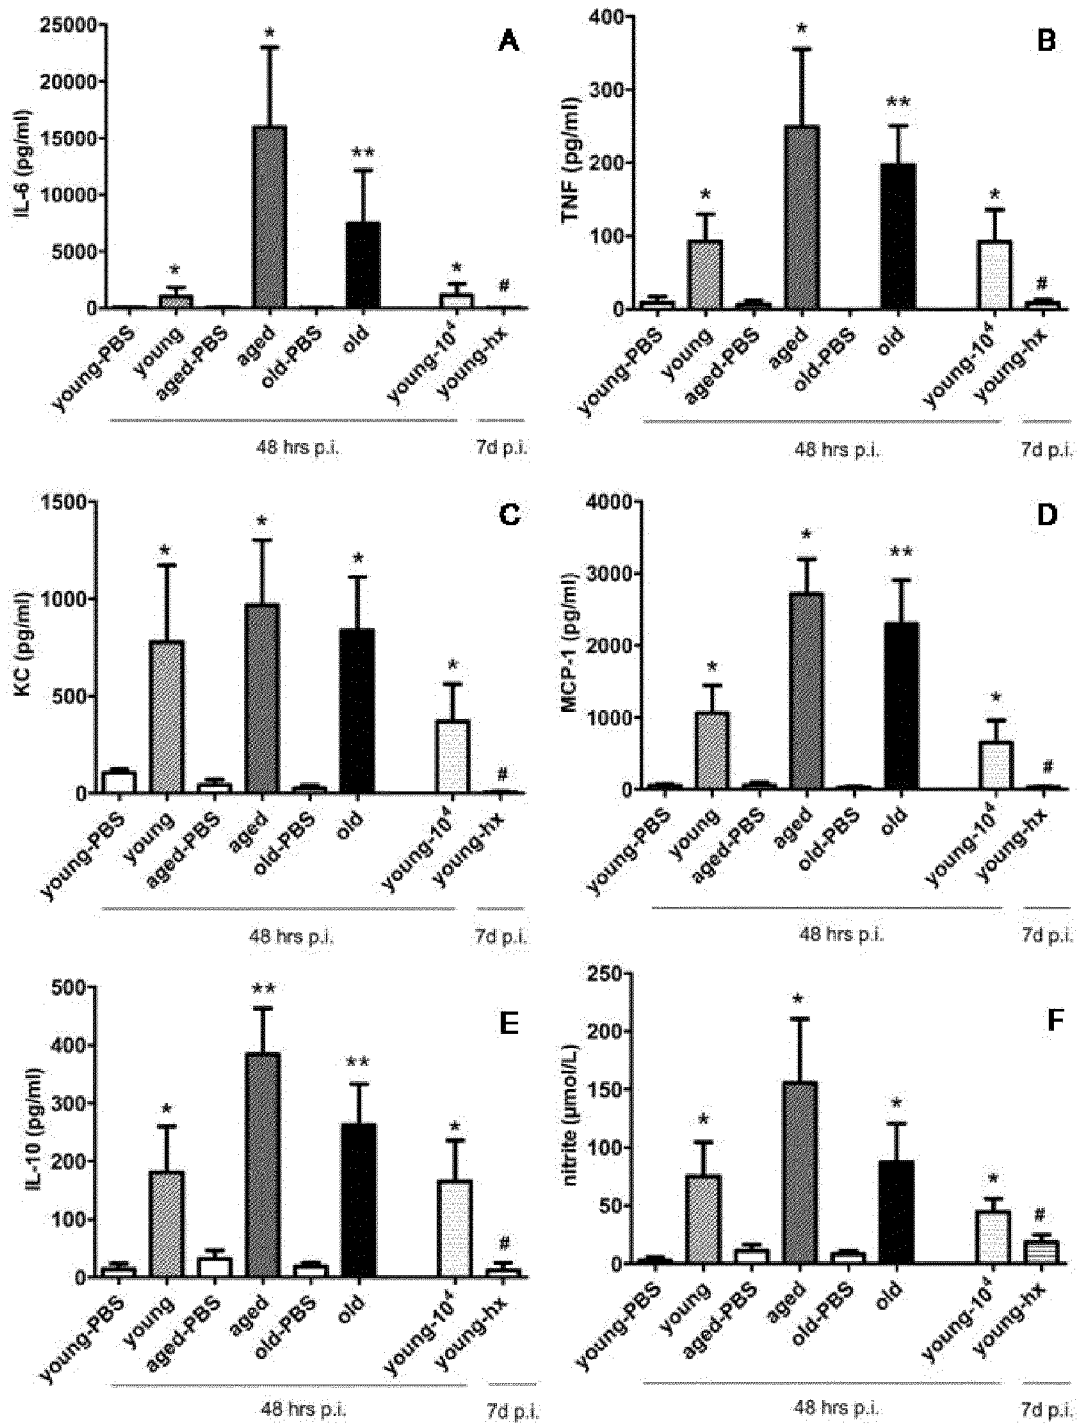 A
IL-6 (pg/ml)
25000
20000
15000
10000
5000
0
*
*
**
*
#
young-PBS
young
aged-PBS
aged
old-PBS
old
young-10⁴
young-hx
48 hrs p.i.
7d p.i.
B
TNF (pg/ml)
400
300
200
100
0
*
*
**
*
#
young-PBS
young
aged-PBS
aged
old-PBS
old
young-10⁴
young-hx
48 hrs p.i.
7d p.i.
C
KC (pg/ml)
1500
1000
500
0
*
*
*
*
#
young-PBS
young
aged-PBS
aged
old-PBS
old
young-10⁴
young-hx
48 hrs p.i.
7d p.i.
D
MCP-1 (pg/ml)
4000
3000
2000
1000
0
*
*
**
*
#
young-PBS
young
aged-PBS
aged
old-PBS
old
young-10⁴
young-hx
48 hrs p.i.
7d p.i.
E
IL-10 (pg/ml)
500
400
300
200
100
0
*
**
**
*
#
young-PBS
young
aged-PBS
aged
old-PBS
old
young-10⁴
young-hx
48 hrs p.i.
7d p.i.
F
nitrite (µmol/L)
250
200
150
100
50
0
*
*
*
*
#
young-PBS
young
aged-PBS
aged
old-PBS
old
young-10⁴
young-hx
48 hrs p.i.
7d p.i.